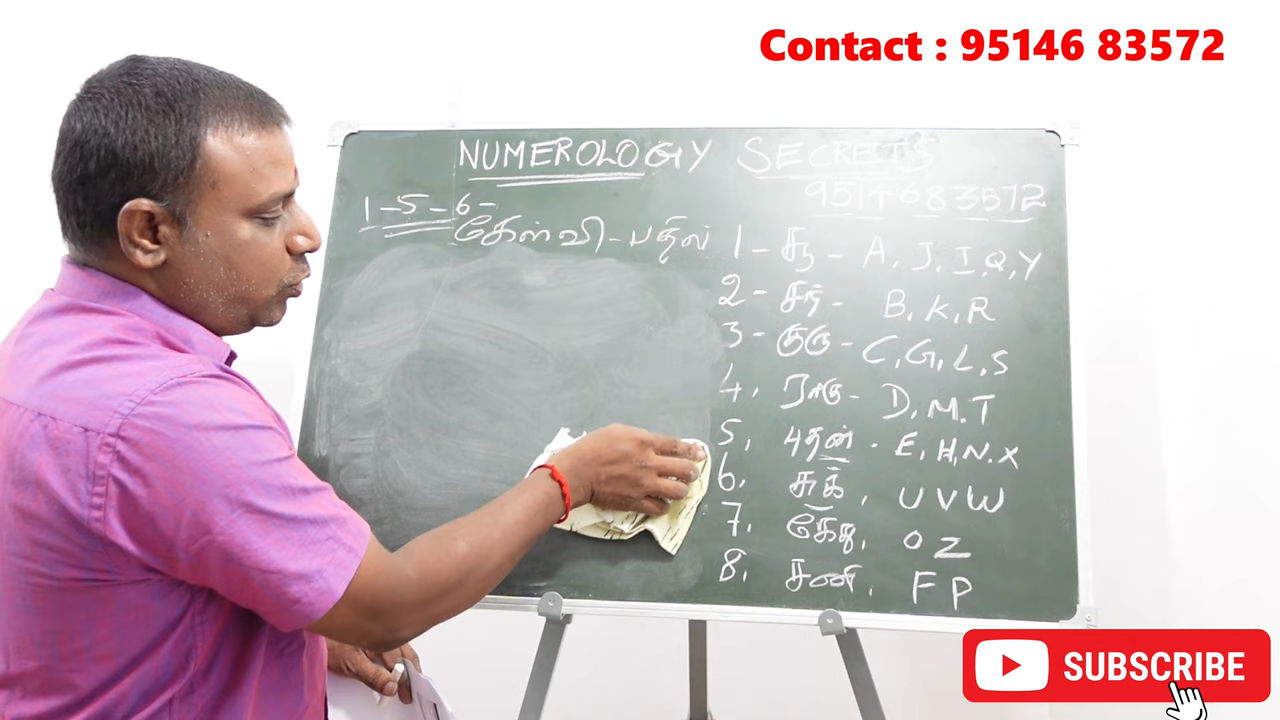 Contact : 95146 83572
NUMEROLOGY SECRETS
9514683572
1-5-6-
கேள்வி - பதில்
1 - சூ - A, J, I, Q, Y
2 - சந் - B, K, R
3 - குரு - C, G, L, S
4, ராகு - D, M, T
5, புதன் - E, H, N, X
6, சுக் , U V W
7, கேது, O Z
8, சனி, F P
SUBSCRIBE